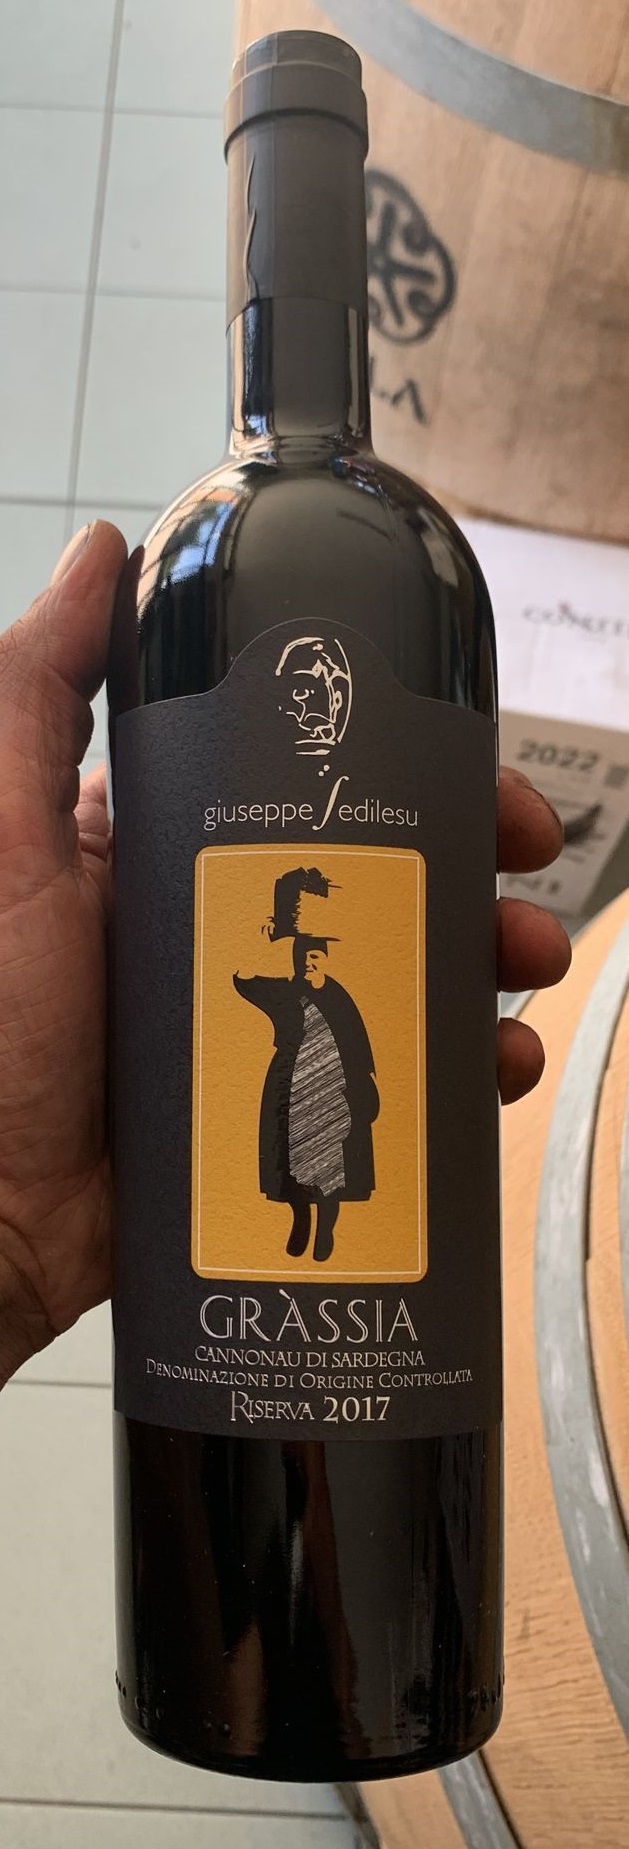 giuseppe Sedilesu
GRÀSSIA
CANNONAU DI SARDEGNA
DENOMINAZIONE DI ORIGINE CONTROLLATA
RISERVA 2017
2022